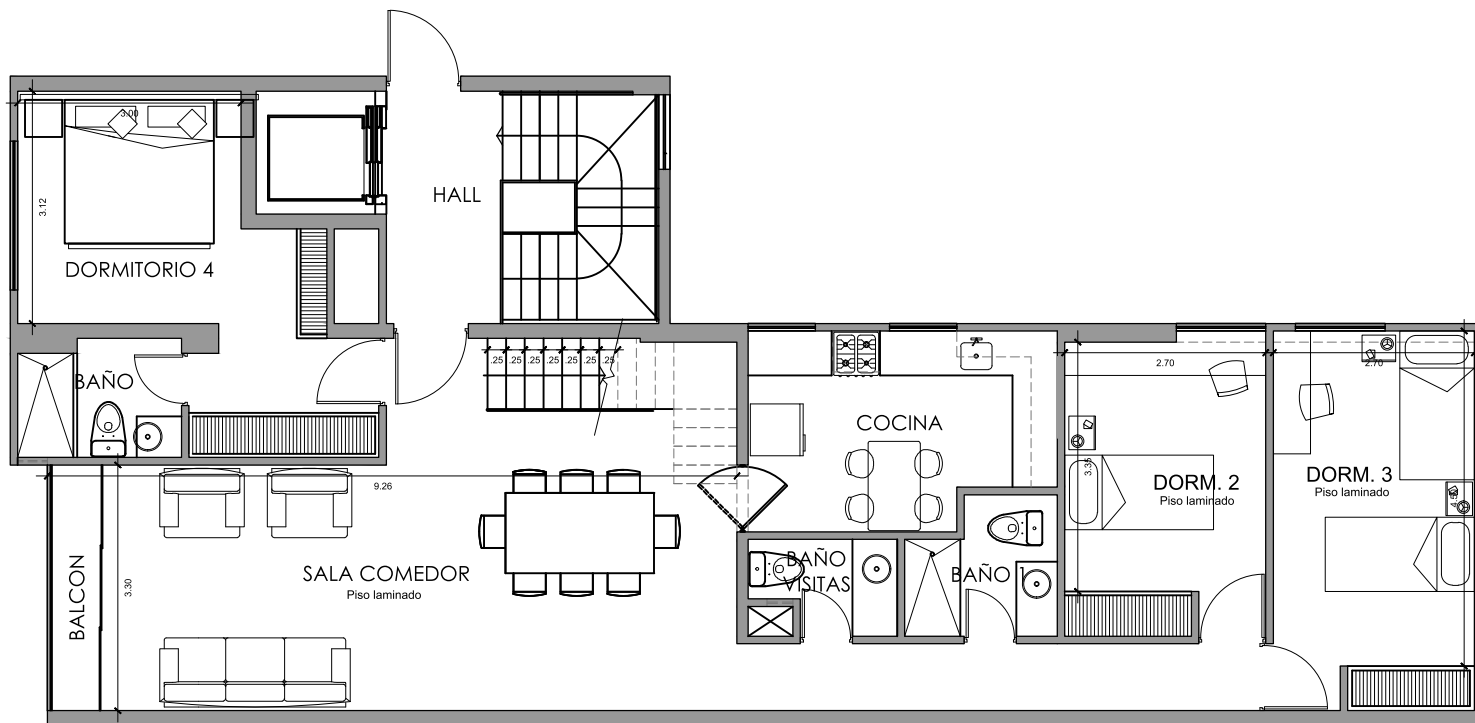 3.00
3.12
HALL
DORMITORIO 4
.25 .25 .25 .25 .25 .25 .25
2.70
2.70
BAÑO
COCINA
3.35
9.26
DORM. 2
Piso laminado
DORM. 3
Piso laminado
BALCON
3.30
SALA COMEDOR
Piso laminado
BAÑO
VISITAS
BAÑO 1